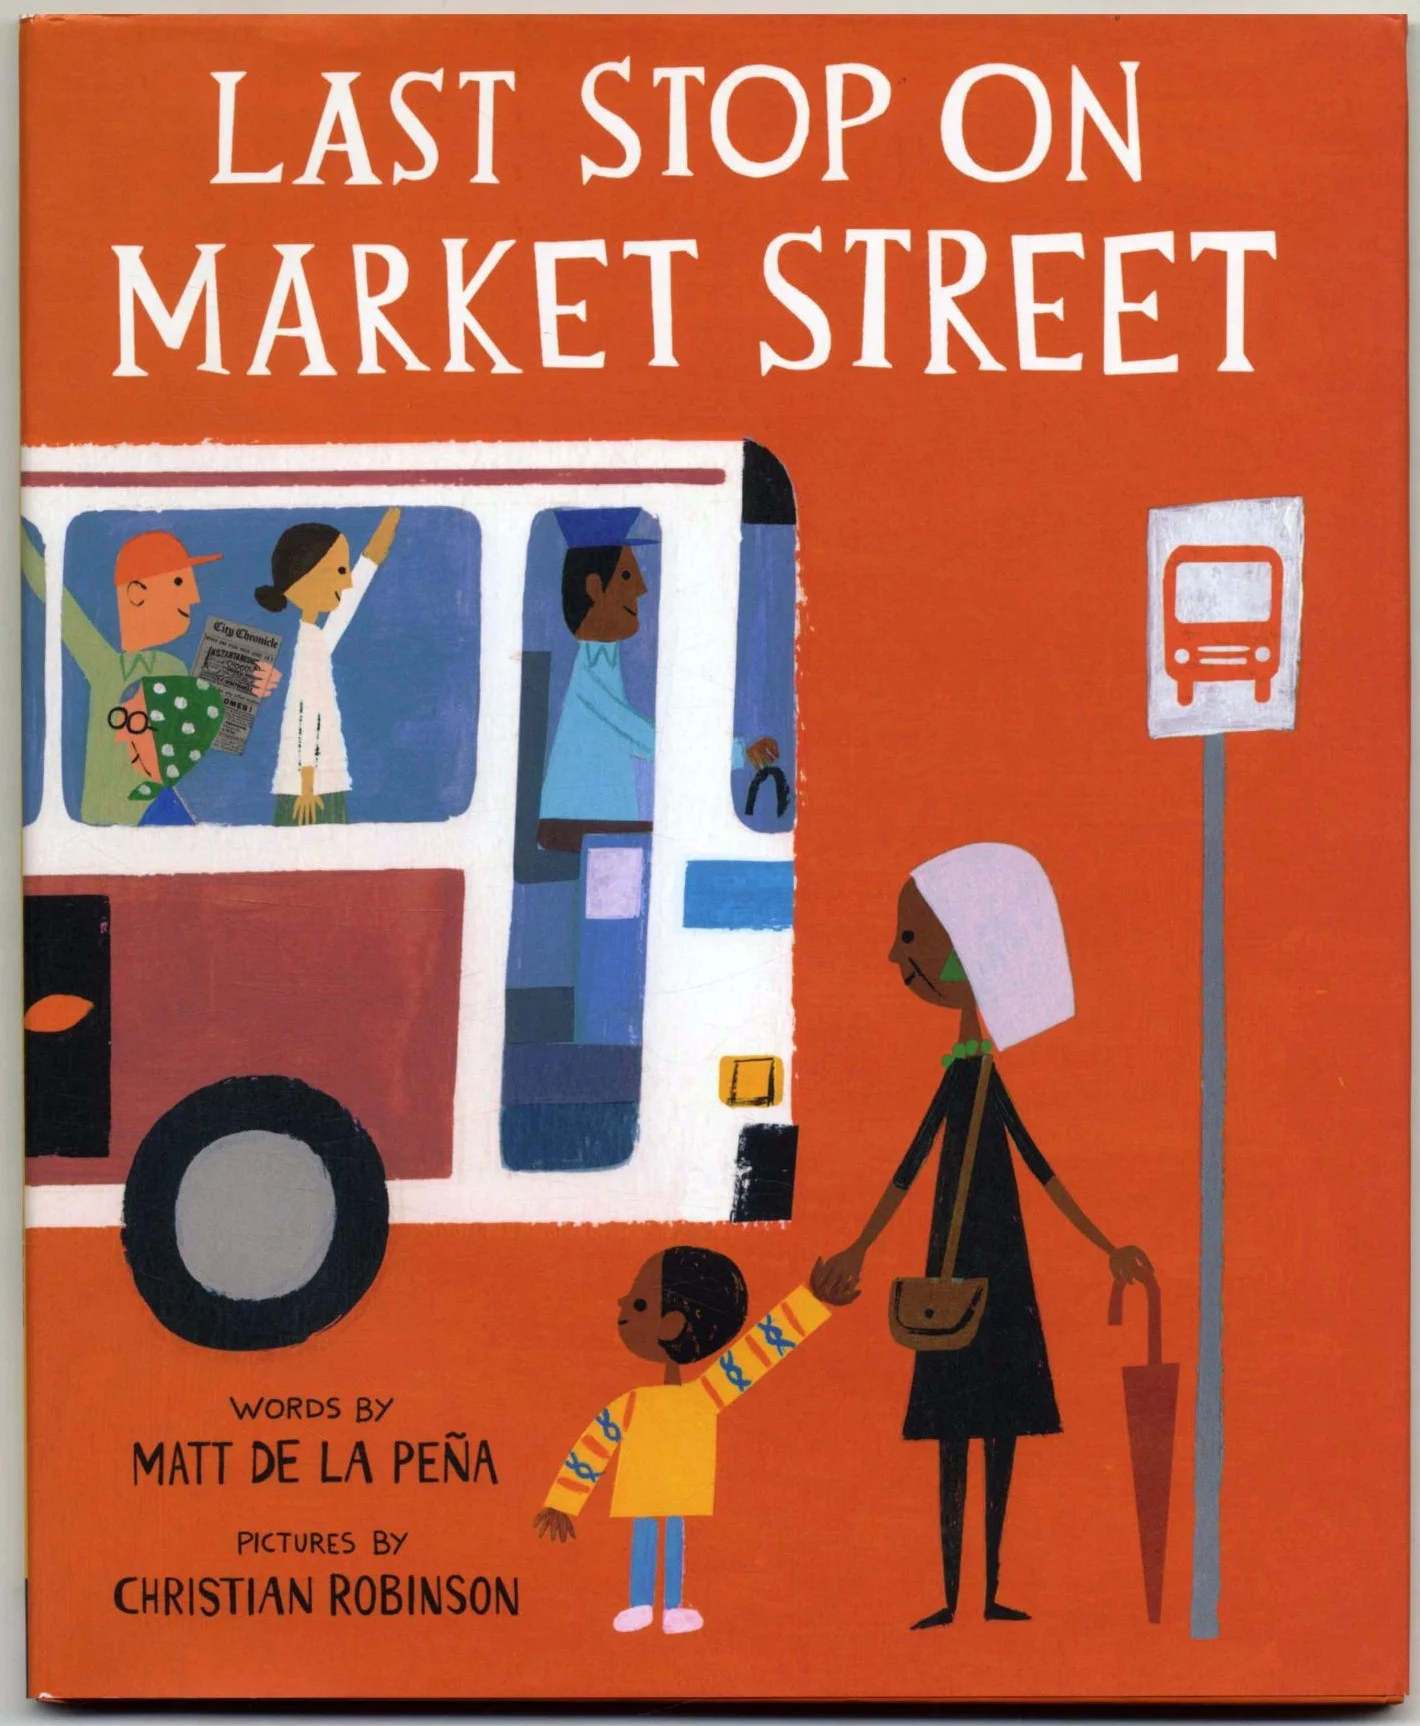 LAST STOP ON
MARKET STREET
City Chronicle
WORDS BY
MATT DE LA PEÑA
PICTURES BY
CHRISTIAN ROBINSON